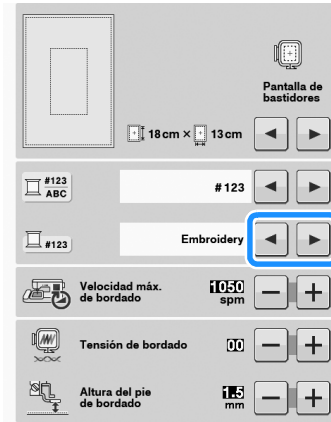 Pantalla de
bastidores
18 cm × 13 cm
#123
ABC
#123
#123
Embroidery
Velocidad máx.
de bordado
1050
spm
Tensión de bordado
00
Altura del pie
de bordado
1.5
mm